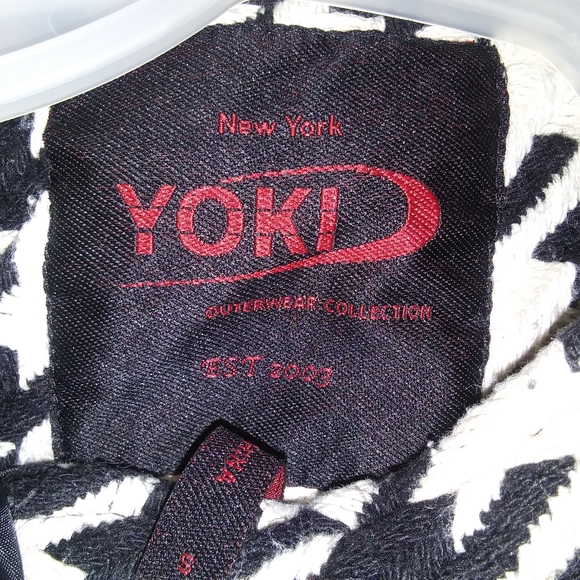 New York
YOKI
OUTERWEAR COLLECTION
EST 2003
S